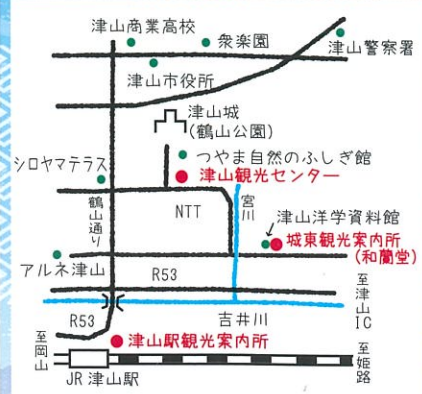 津山商業高校
衆楽園
津山警察署
津山市役所
津山城
(鶴山公園)
シロヤマテラス
つやま自然のふしぎ館
津山観光センター
鶴山通り
NTT
宮川
津山洋学資料館
城東観光案内所
(和蘭堂)
アルネ津山
R53
至津山IC
R53
吉井川
至岡山
津山駅観光案内所
至姫路
JR津山駅